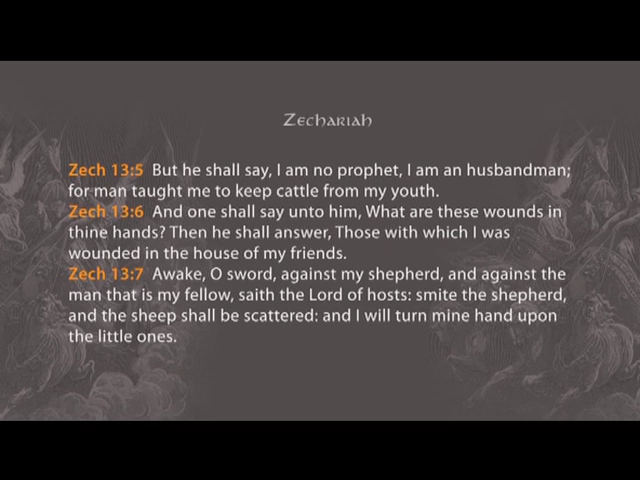 Zechariah
Zech 13:5 But he shall say, I am no prophet, I am an husbandman;
for man taught me to keep cattle from my youth.
Zech 13:6 And one shall say unto him, What are these wounds in
thine hands? Then he shall answer, Those with which I was
wounded in the house of my friends.
Zech 13:7 Awake, O sword, against my shepherd, and against the
man that is my fellow, saith the Lord of hosts: smite the shepherd,
and the sheep shall be scattered: and I will turn mine hand upon
the little ones.